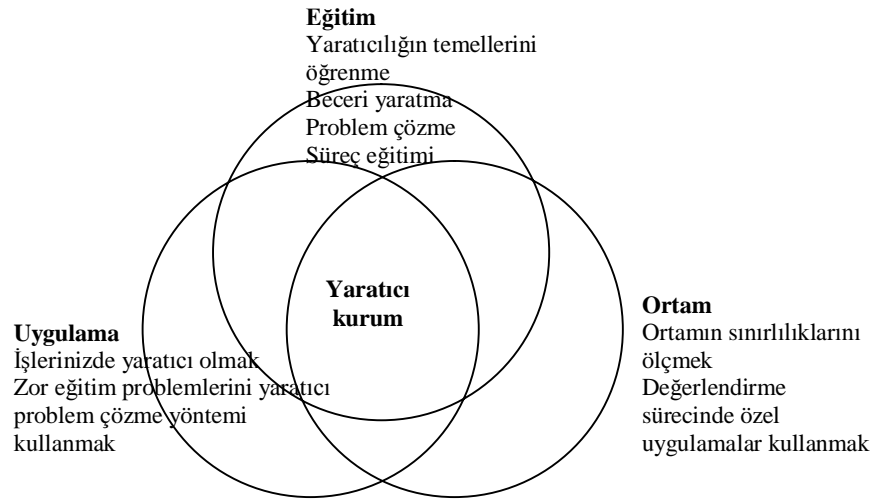 Eğitim
Yaratıcılığın temellerini
öğrenme
Beceri yaratma
Problem çözme
Süreç eğitimi
Yaratıcı
kurum
Uygulama
İşlerinizde yaratıcı olmak
Zor eğitim problemlerini yaratıcı
problem çözme yöntemi
kullanmak
Ortam
Ortamın sınırlılıklarını
ölçmek
Değerlendirme
sürecinde özel
uygulamalar kullanmak